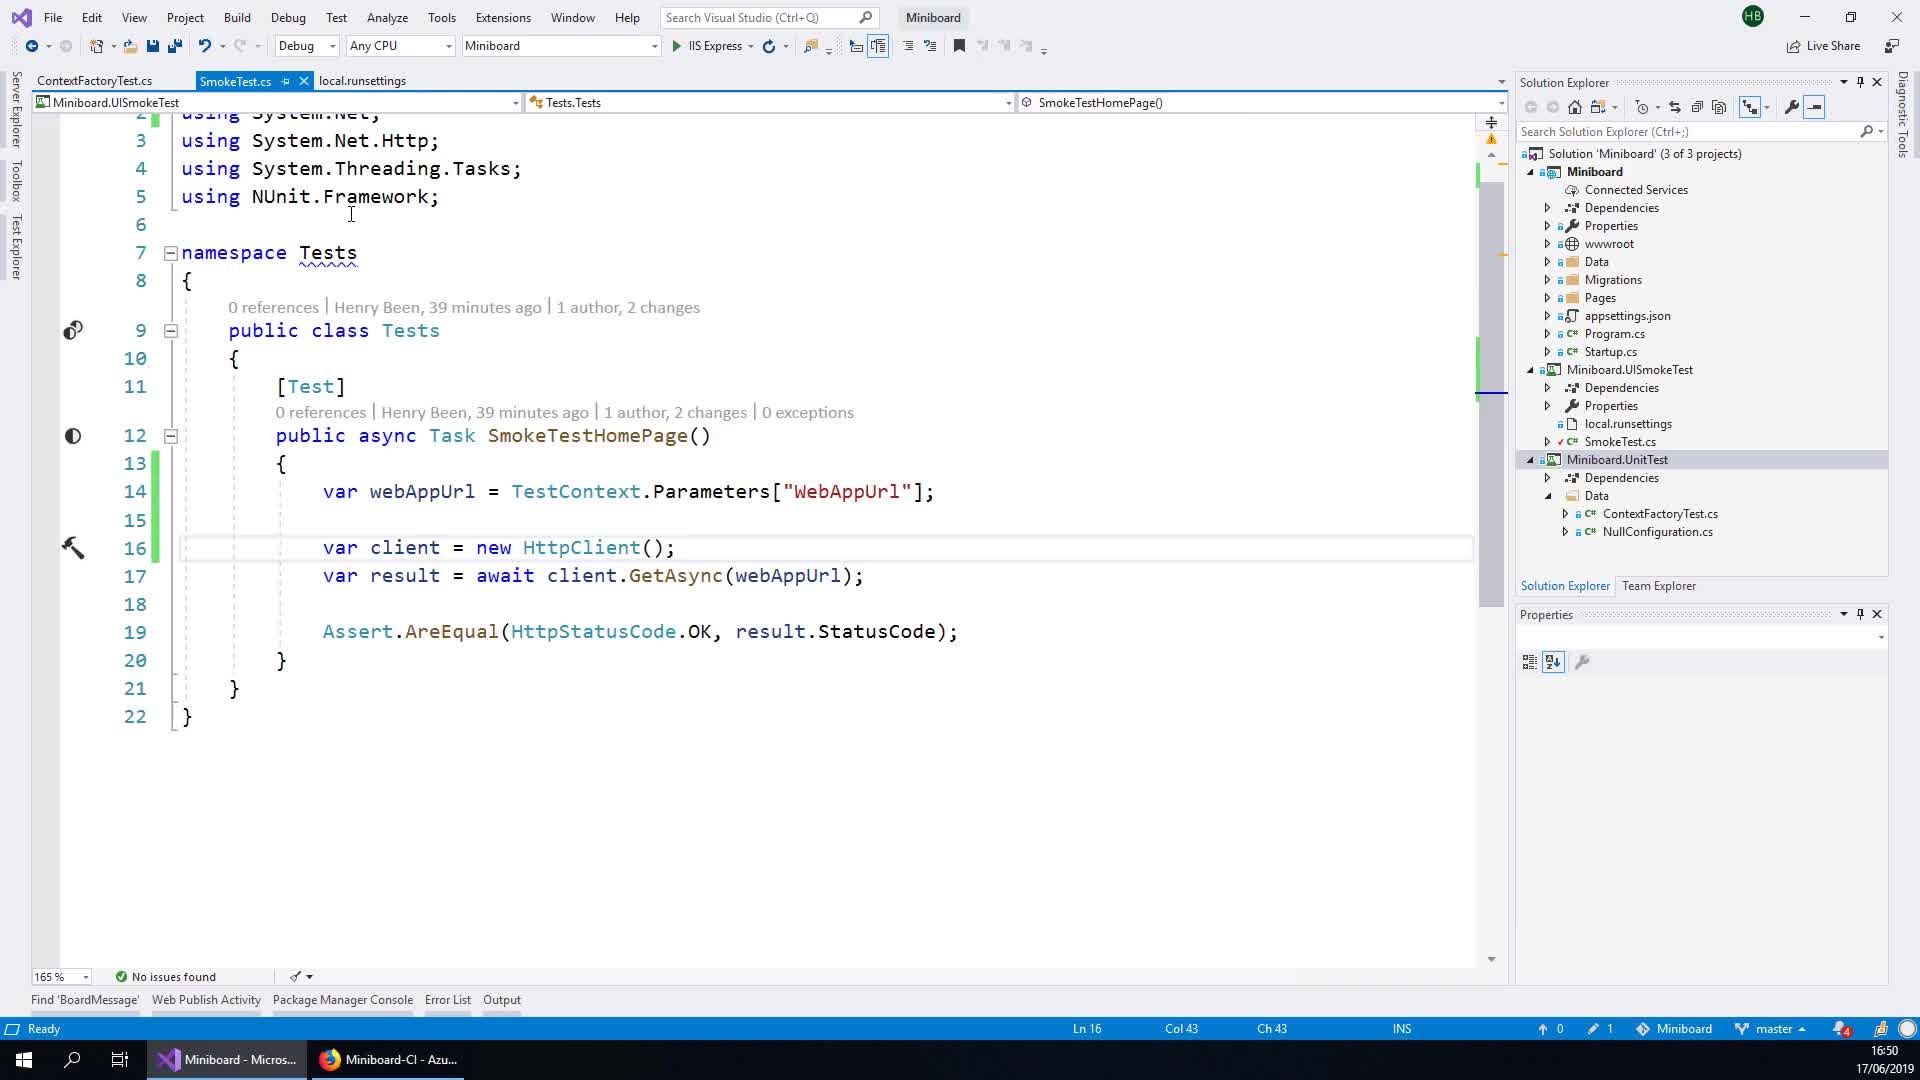 File Edit View Project Build Debug Test Analyze Tools Extensions Window Help Search Visual Studio (Ctrl+Q) Miniboard HB
Debug Any CPU Miniboard IIS Express Live Share
ContextFactoryTest.cs SmokeTest.cs local.runsettings
Miniboard.UISmokeTest Tests.Tests SmokeTestHomePage()
Server Explorer
Toolbox
Test Explorer
2 using System.Net;
3 using System.Net.Http;
4 using System.Threading.Tasks;
5 using NUnit.Framework;
6
7 namespace Tests
8 {
0 references | Henry Been, 39 minutes ago | 1 author, 2 changes
9 public class Tests
10 {
11 [Test]
0 references | Henry Been, 39 minutes ago | 1 author, 2 changes | 0 exceptions
12 public async Task SmokeTestHomePage()
13 {
14 var webAppUrl = TestContext.Parameters["WebAppUrl"];
15
16 var client = new HttpClient();
17 var result = await client.GetAsync(webAppUrl);
18
19 Assert.AreEqual(HttpStatusCode.OK, result.StatusCode);
20 }
21 }
22 }
165 % No issues found
Find 'BoardMessage' Web Publish Activity Package Manager Console Error List Output
Solution Explorer
Search Solution Explorer (Ctrl+;)
Solution 'Miniboard' (3 of 3 projects)
Miniboard
Connected Services
Dependencies
Properties
wwwroot
Data
Migrations
Pages
appsettings.json
C# Program.cs
C# Startup.cs
Miniboard.UISmokeTest
Dependencies
Properties
local.runsettings
C# SmokeTest.cs
Miniboard.UnitTest
Dependencies
Data
C# ContextFactoryTest.cs
C# NullConfiguration.cs
Solution Explorer Team Explorer
Properties
Diagnostic Tools
Ready Ln 16 Col 43 Ch 43 INS 0 1 Miniboard master 4
Miniboard - Micros... Miniboard-CI - Azu...
16:50
17/06/2019